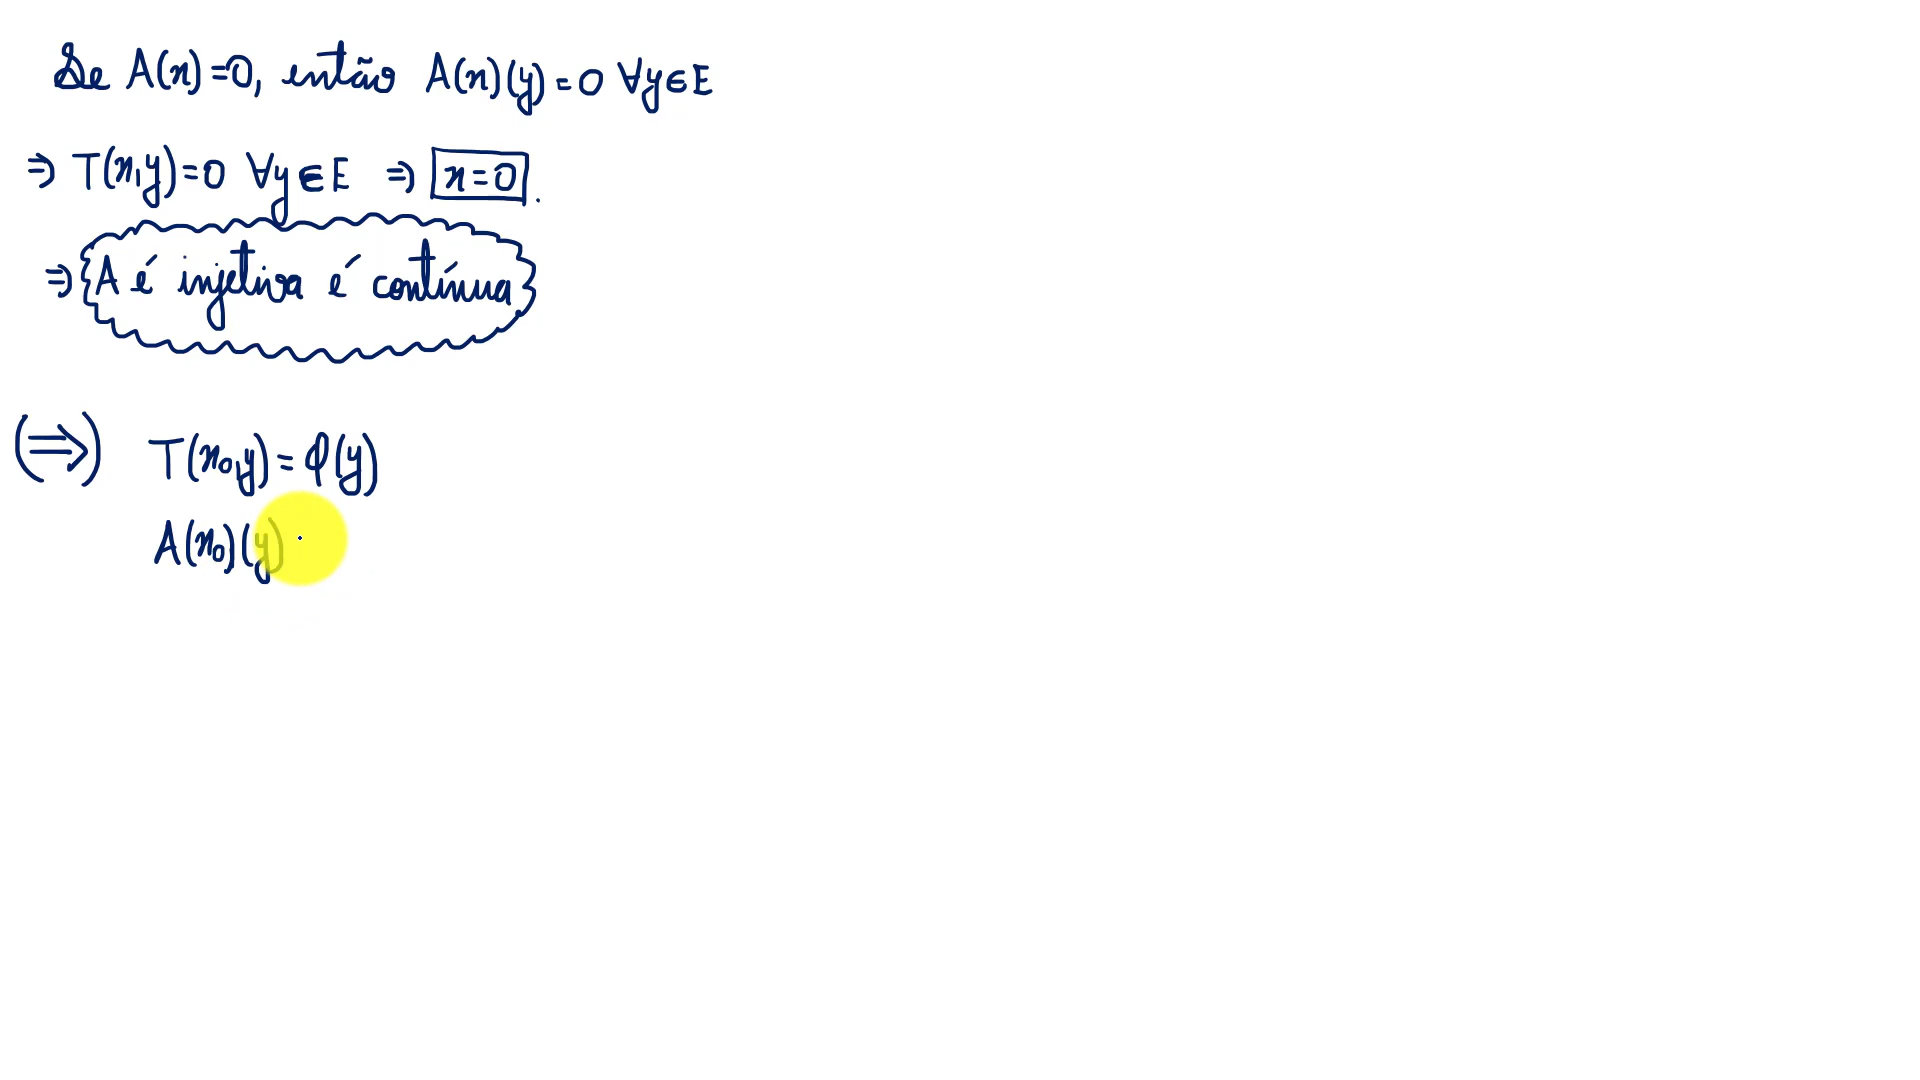 Se A(x)=0, então A(x)(y)=0 ∀y∈E
⇒ T(x,y)=0 ∀y∈E ⇒ x=0.
⇒ A é injetiva é contínua
(⇒) T(x₀,y)=φ(y)
A(x₀)(y)